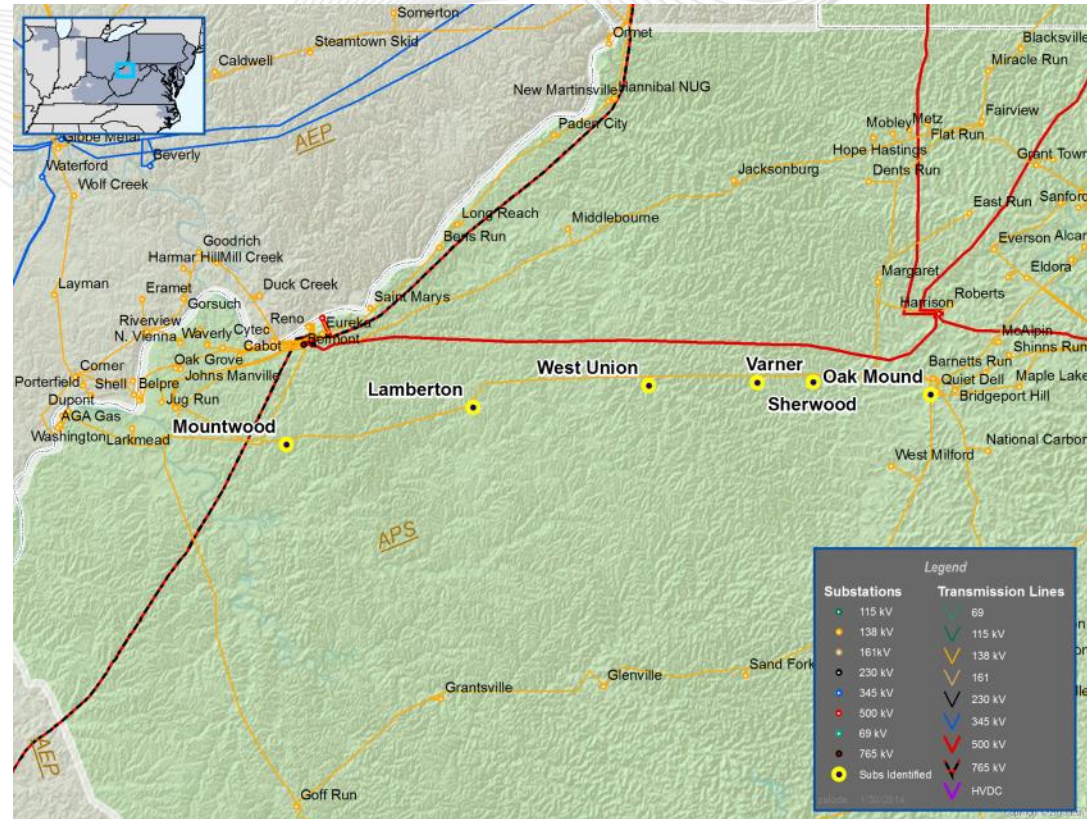 Somerton
Ormet
Blacksville
Steamtown Skid
Caldwell
Miracle Run
New Martinsville
Hannibal NUG
Fairview
Paden City
Mobley
Metz
Flat Run
AEP
Globe Metal
Beverly
Hope Hastings
Grant Town
Waterford
Dents Run
Wolf Creek
Jacksonburg
Sanford
East Run
Long Reach
Middlebourne
Bens Run
Everson
Alcan
Goodrich
Harmar Hill
Mill Creek
Eldora
Margaret
Layman
Eramet
Duck Creek
Saint Marys
Roberts
Gorsuch
Harrison
Riverview
Reno
Eureka
N. Vienna
Waverly
Cytec
Cabot
Belmont
McAlpin
Shinns Run
Oak Grove
Barnetts Run
Corner
Johns Manville
West Union
Varner
Oak Mound
Quiet Dell
Maple Lake
Porterfield
Shell
Belpre
Lamberton
Bridgeport Hill
Dupont
Jug Run
Sherwood
AGA Gas
Mountwood
Washington
Larkmead
National Carbon
West Milford
APS
Sand Fork
Glenville
Grantsville
AEP
Goff Run
Legend
Substations
115 kV
138 kV
161kV
230 kV
345 kV
500 kV
69 kV
765 kV
Subs Identified
Transmission Lines
69
115 kV
138 kV
161
230 kV
345 kV
500 kV
765 kV
HVDC